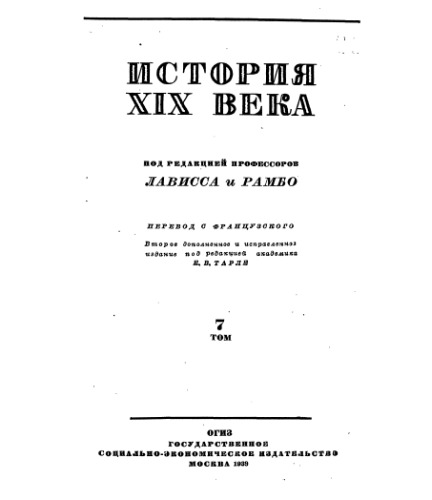 ИСТОРИЯ
XIX ВЕКА
ПОД РЕДАКЦИЕЙ ПРОФЕССОРОВ
ЛАВИССА и РАМБО
ПЕРЕВОД С ФРАНЦУЗСКОГО
Второе дополненное и исправленное
издание под редакцией академика
Е. В. ТАРЛЕ
7
ТОМ
ОГИЗ
ГОСУДАРСТВЕННОЕ
СОЦИАЛЬНО-ЭКОНОМИЧЕСКОЕ ИЗДАТЕЛЬСТВО
МОСКВА 1939